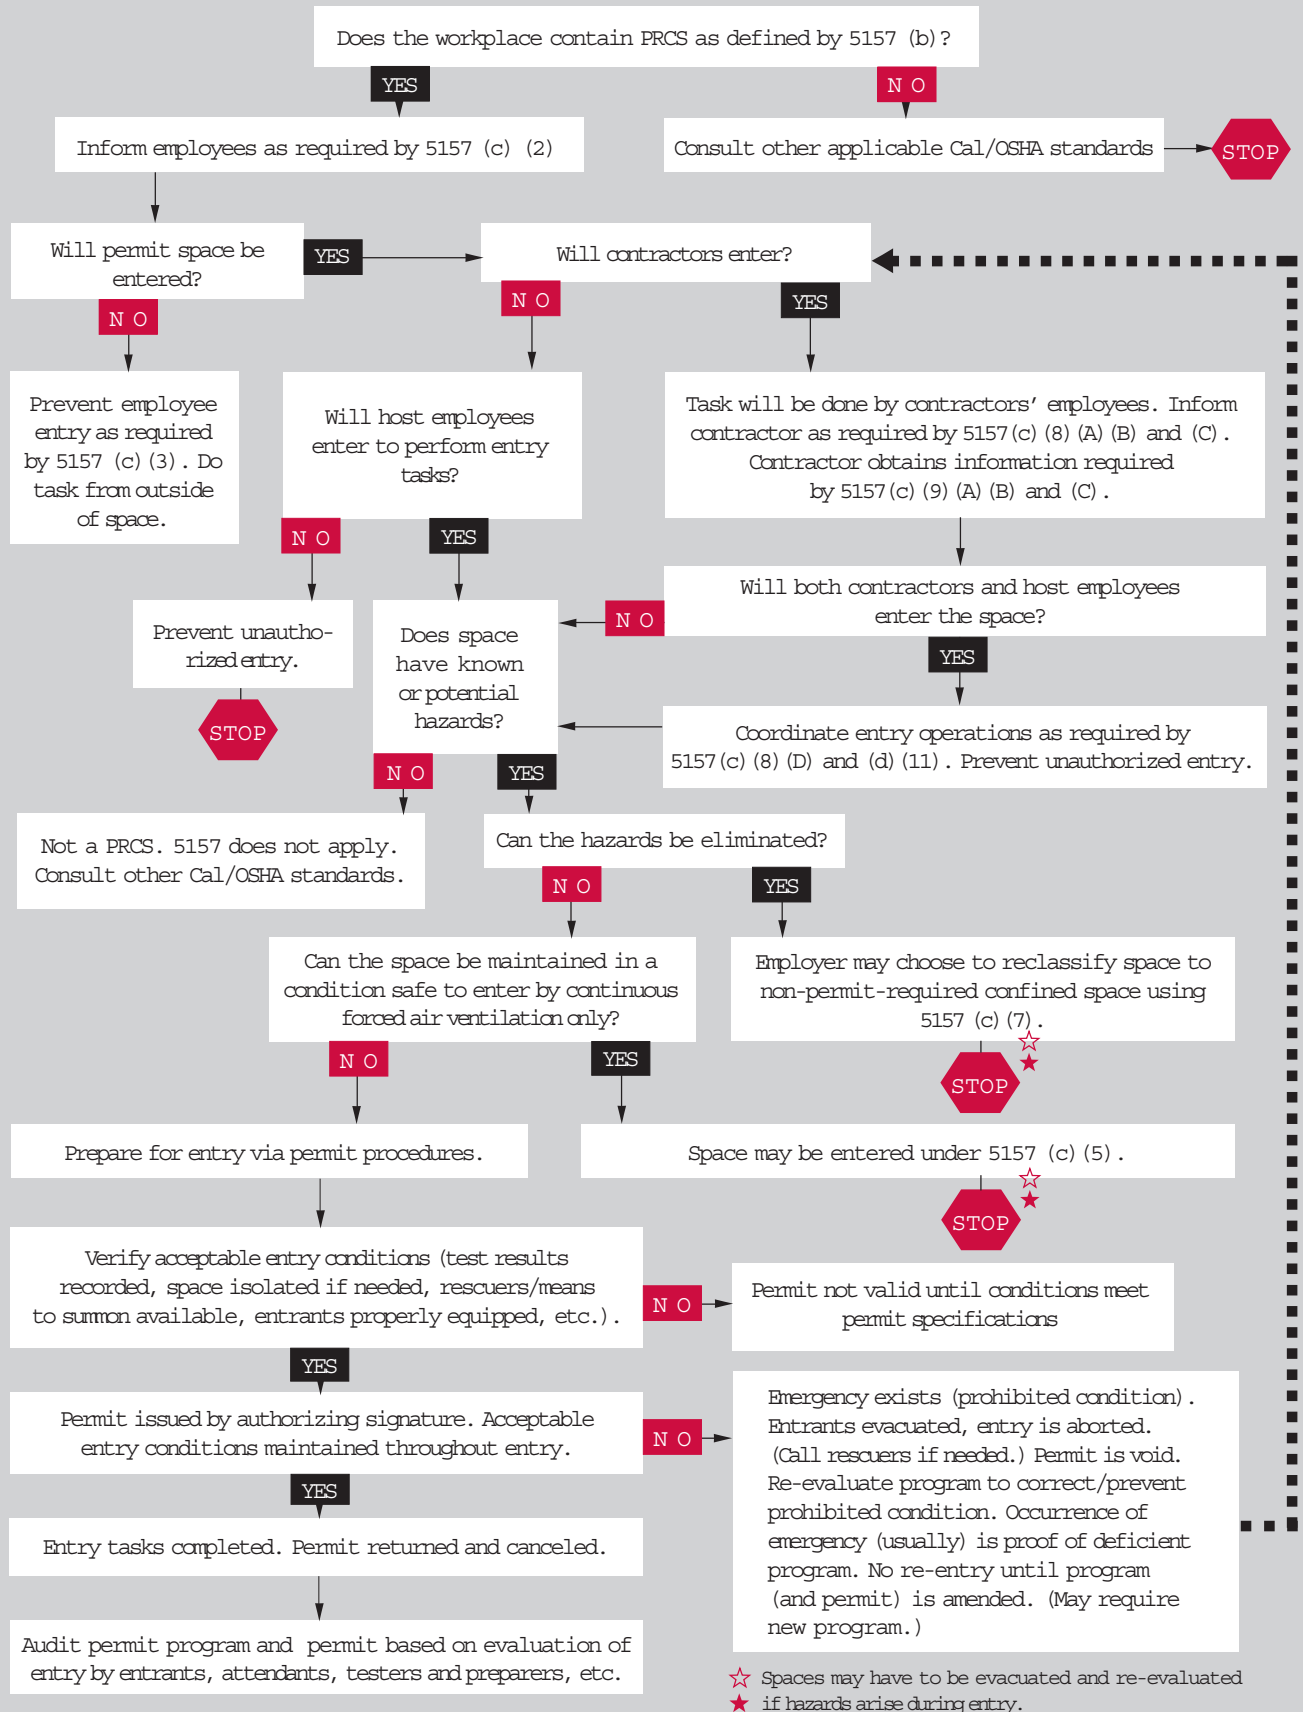 Does the workplace contain PRCS as defined by 5157 (b)?
YES
NO
Inform employees as required by 5157 (c) (2)
Consult other applicable Cal/OSHA standards
STOP
Will permit space be
entered?
YES
Will contractors enter?
NO
NO
YES
Prevent employee
entry as required
by 5157 (c) (3). Do
task from outside
of space.
Will host employees
enter to perform entry
tasks?
Task will be done by contractors’ employees. Inform
contractor as required by 5157(c) (8) (A) (B) and (C).
Contractor obtains information required
by 5157(c) (9) (A) (B) and (C).
NO
YES
Prevent unautho-
rized entry.
STOP
Does space
have known
or potential
hazards?
NO
Will both contractors and host employees
enter the space?
YES
Coordinate entry operations as required by
5157(c) (8) (D) and (d) (11). Prevent unauthorized entry.
NO
YES
Not a PRCS. 5157 does not apply.
Consult other Cal/OSHA standards.
Can the hazards be eliminated?
NO
YES
Can the space be maintained in a
condition safe to enter by continuous
forced air ventilation only?
Employer may choose to reclassify space to
non-permit-required confined space using
5157 (c) (7).
STOP
NO
YES
Prepare for entry via permit procedures.
Space may be entered under 5157 (c) (5).
STOP
Verify acceptable entry conditions (test results
recorded, space isolated if needed, rescuers/means
to summon available, entrants properly equipped, etc.).
NO
Permit not valid until conditions meet
permit specifications
YES
Permit issued by authorizing signature. Acceptable
entry conditions maintained throughout entry.
NO
Emergency exists (prohibited condition).
Entrants evacuated, entry is aborted.
(Call rescuers if needed.) Permit is void.
Re-evaluate program to correct/prevent
prohibited condition. Occurrence of
emergency (usually) is proof of deficient
program. No re-entry until program
(and permit) is amended. (May require
new program.)
YES
Entry tasks completed. Permit returned and canceled.
Audit permit program and permit based on evaluation of
entry by entrants, attendants, testers and preparers, etc.
☆ Spaces may have to be evacuated and re-evaluated
★ if hazards arise during entry.